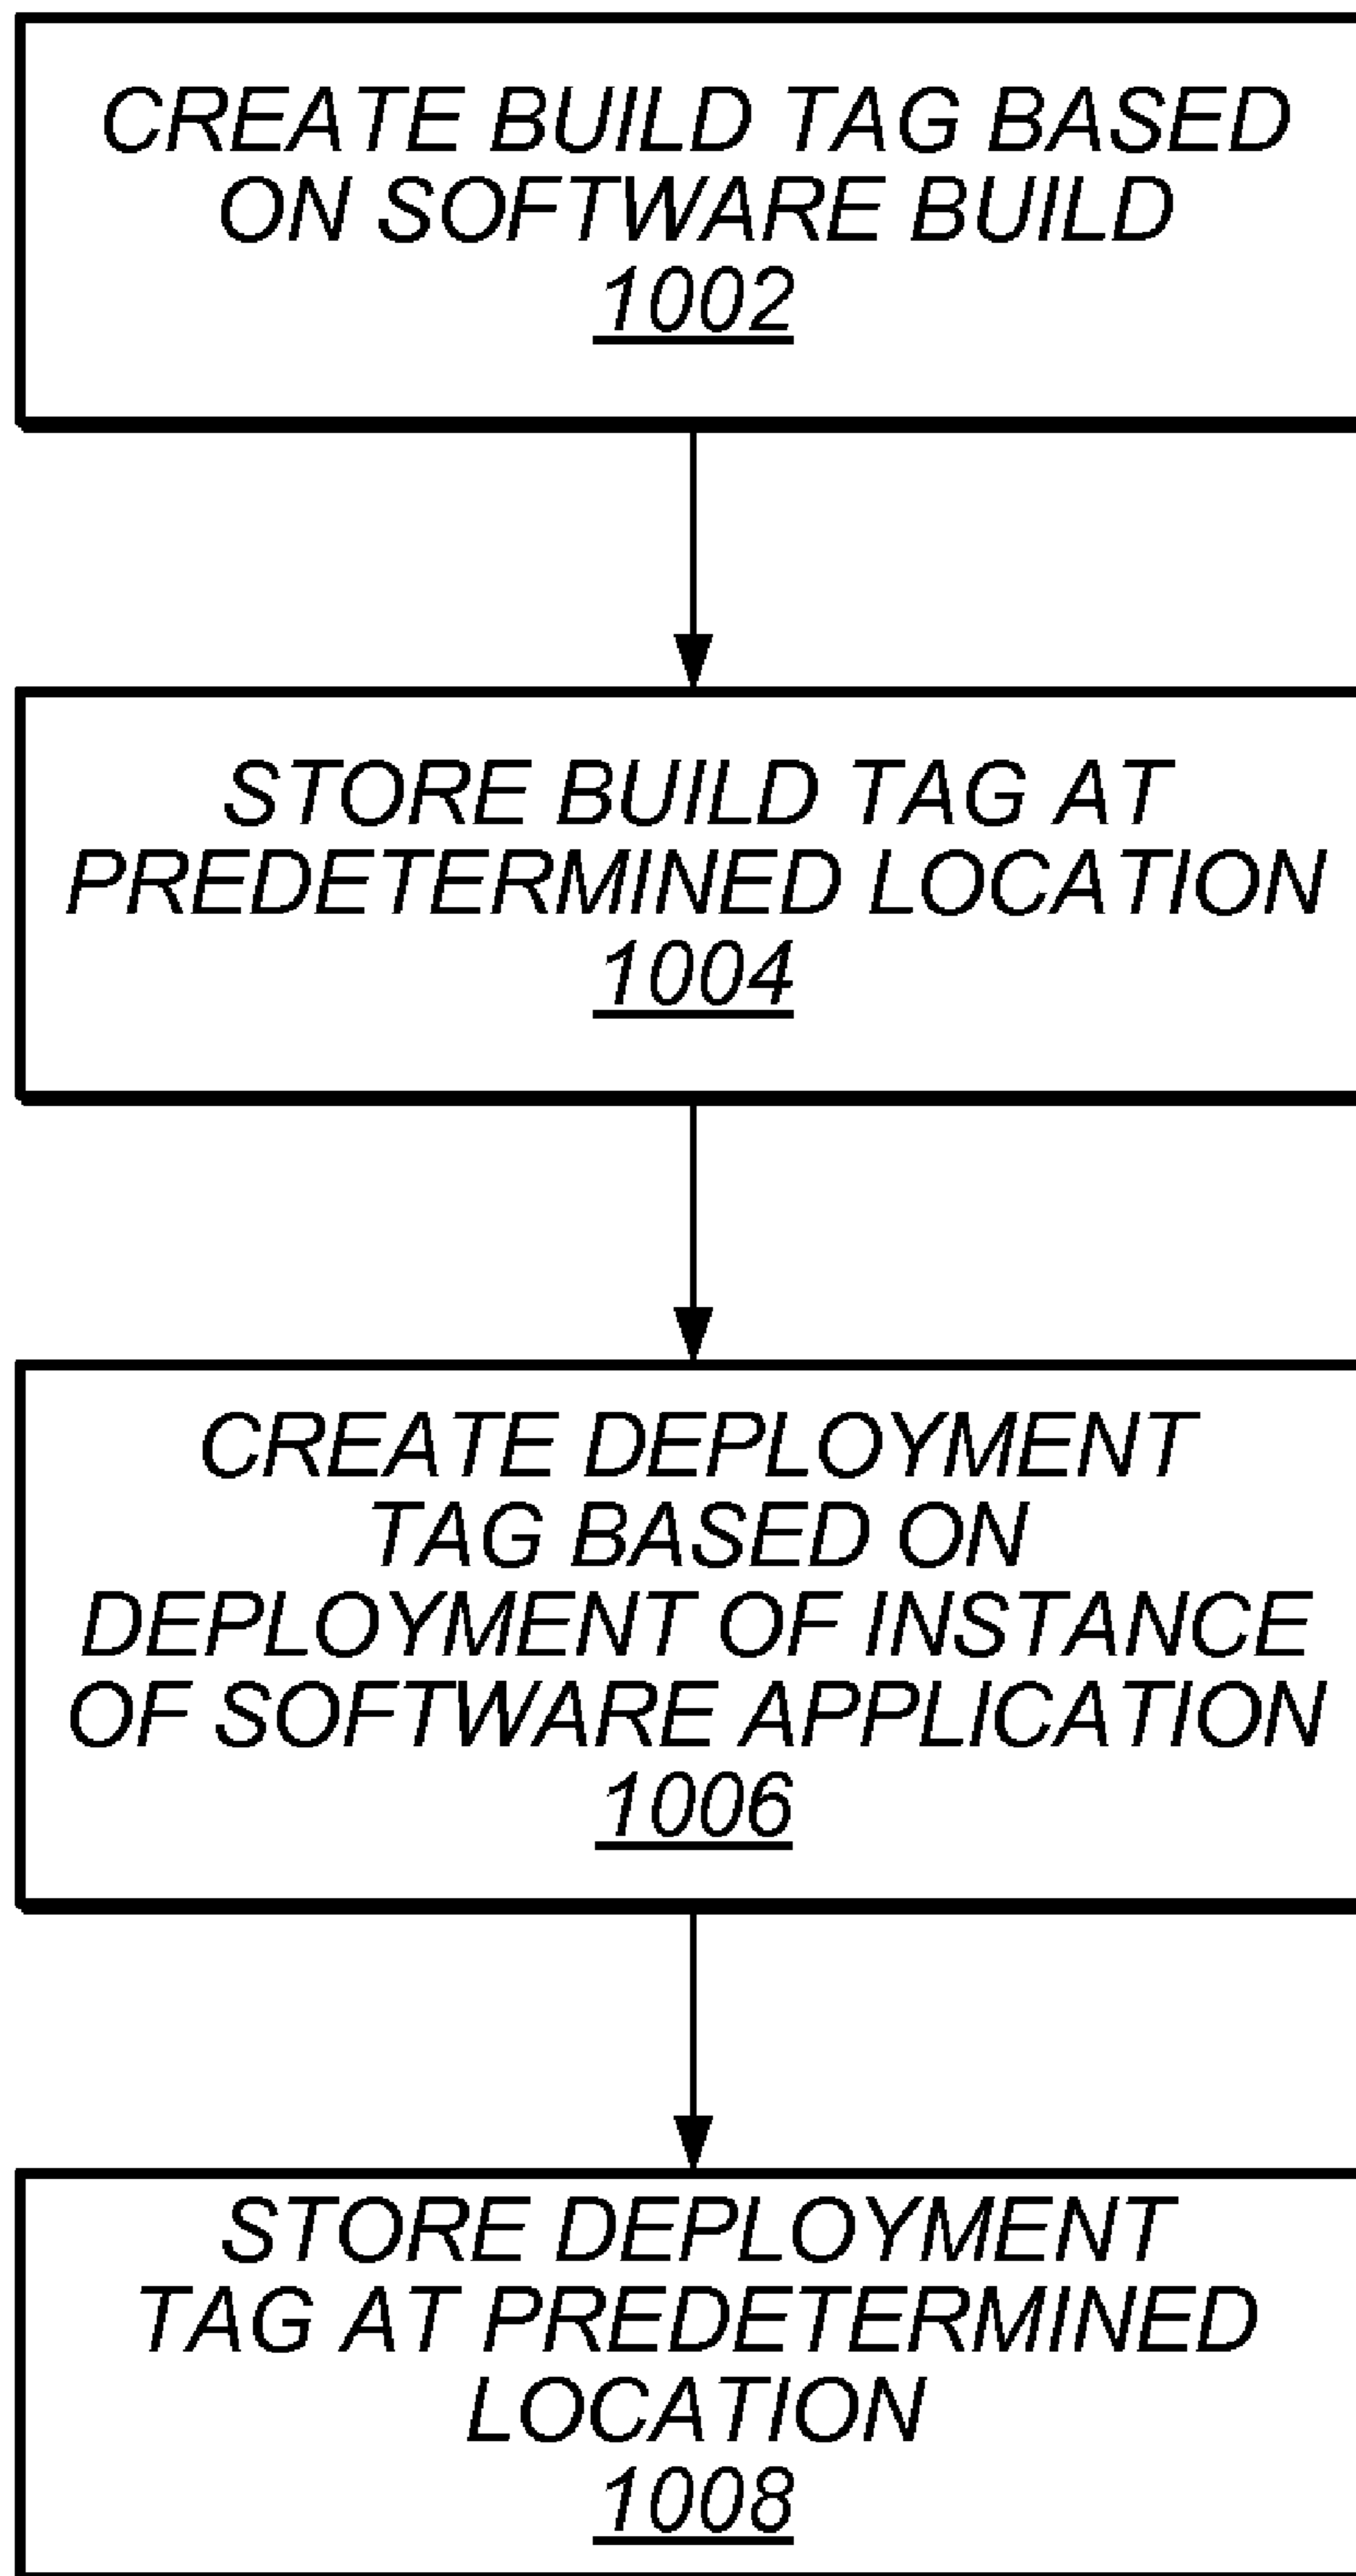 CREATE BUILD TAG BASED
ON SOFTWARE BUILD
1002
STORE BUILD TAG AT
PREDETERMINED LOCATION
1004
CREATE DEPLOYMENT
TAG BASED ON
DEPLOYMENT OF INSTANCE
OF SOFTWARE APPLICATION
1006
STORE DEPLOYMENT
TAG AT PREDETERMINED
LOCATION
1008